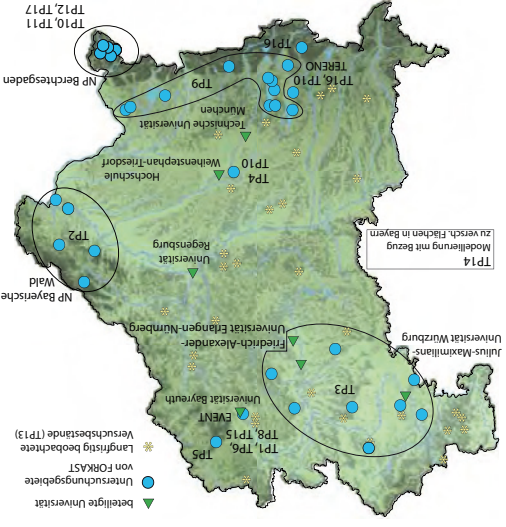 beteiligte Universität
Untersuchungsgebiete
von FORKAST
Langfristig beobachtete
Versuchsbestände (TP13)
TP5
TP1, TP6,
TP8, TP15
EVENT
Universität Bayreuth
TP3
Julius-Maximilians-
Universität Würzburg
Friedrich-Alexander-
Universität Erlangen-Nürnberg
TP14
Modellierung mit Bezug
zu versch. Flächen in Bayern
Universität
Regensburg
NP Bayerischer
Wald
TP2
TP4
TP10
Hochschule
Weihenstephan-Triesdorf
Technische Universität
München
TP9
TP16, TP10
TERENO
TP16
NP Berchtesgaden
TP10, TP11
TP12, TP17